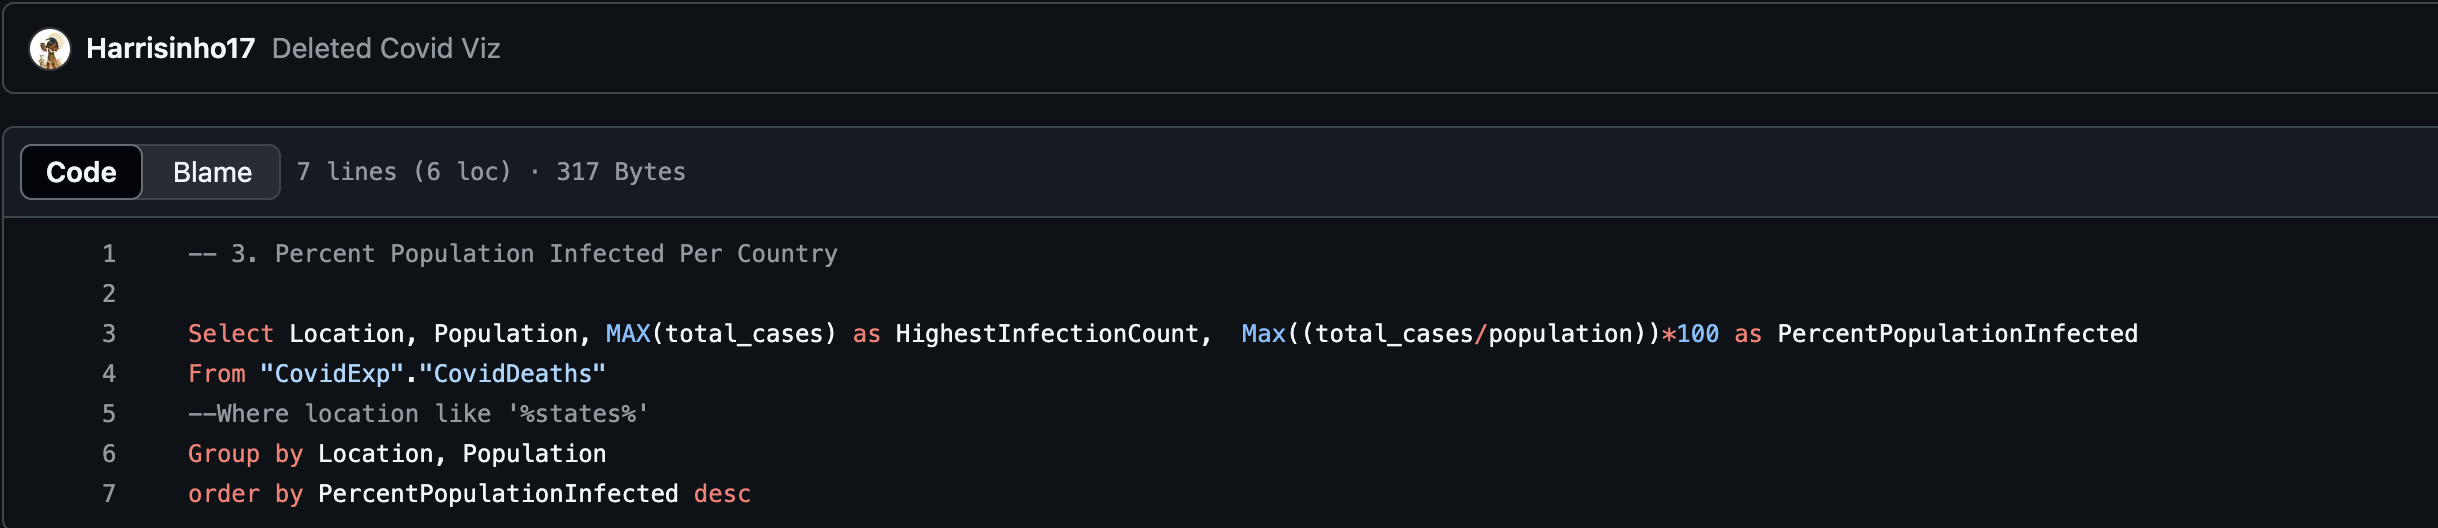 Harrisinho17 Deleted Covid Viz
Code Blame 7 lines (6 loc) · 317 Bytes
1 -- 3. Percent Population Infected Per Country
2
3 Select Location, Population, MAX(total_cases) as HighestInfectionCount,  Max((total_cases/population))*100 as PercentPopulationInfected
4 From "CovidExp"."CovidDeaths"
5 --Where location like '%states%'
6 Group by Location, Population
7 order by PercentPopulationInfected desc